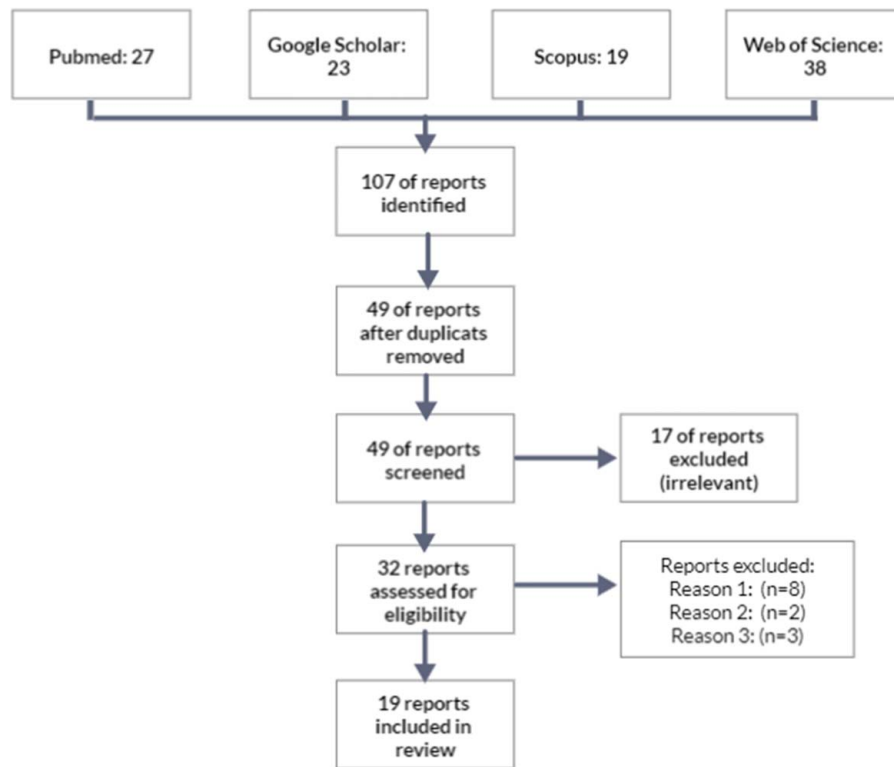 Pubmed: 27
Google Scholar:
23
Scopus: 19
Web of Science:
38
107 of reports
identified
49 of reports
after duplicats
removed
49 of reports
screened
17 of reports
excluded
(irrelevant)
32 reports
assessed for
eligibility
Reports excluded:
Reason 1: (n=8)
Reason 2: (n=2)
Reason 3: (n=3)
19 reports
included in
review